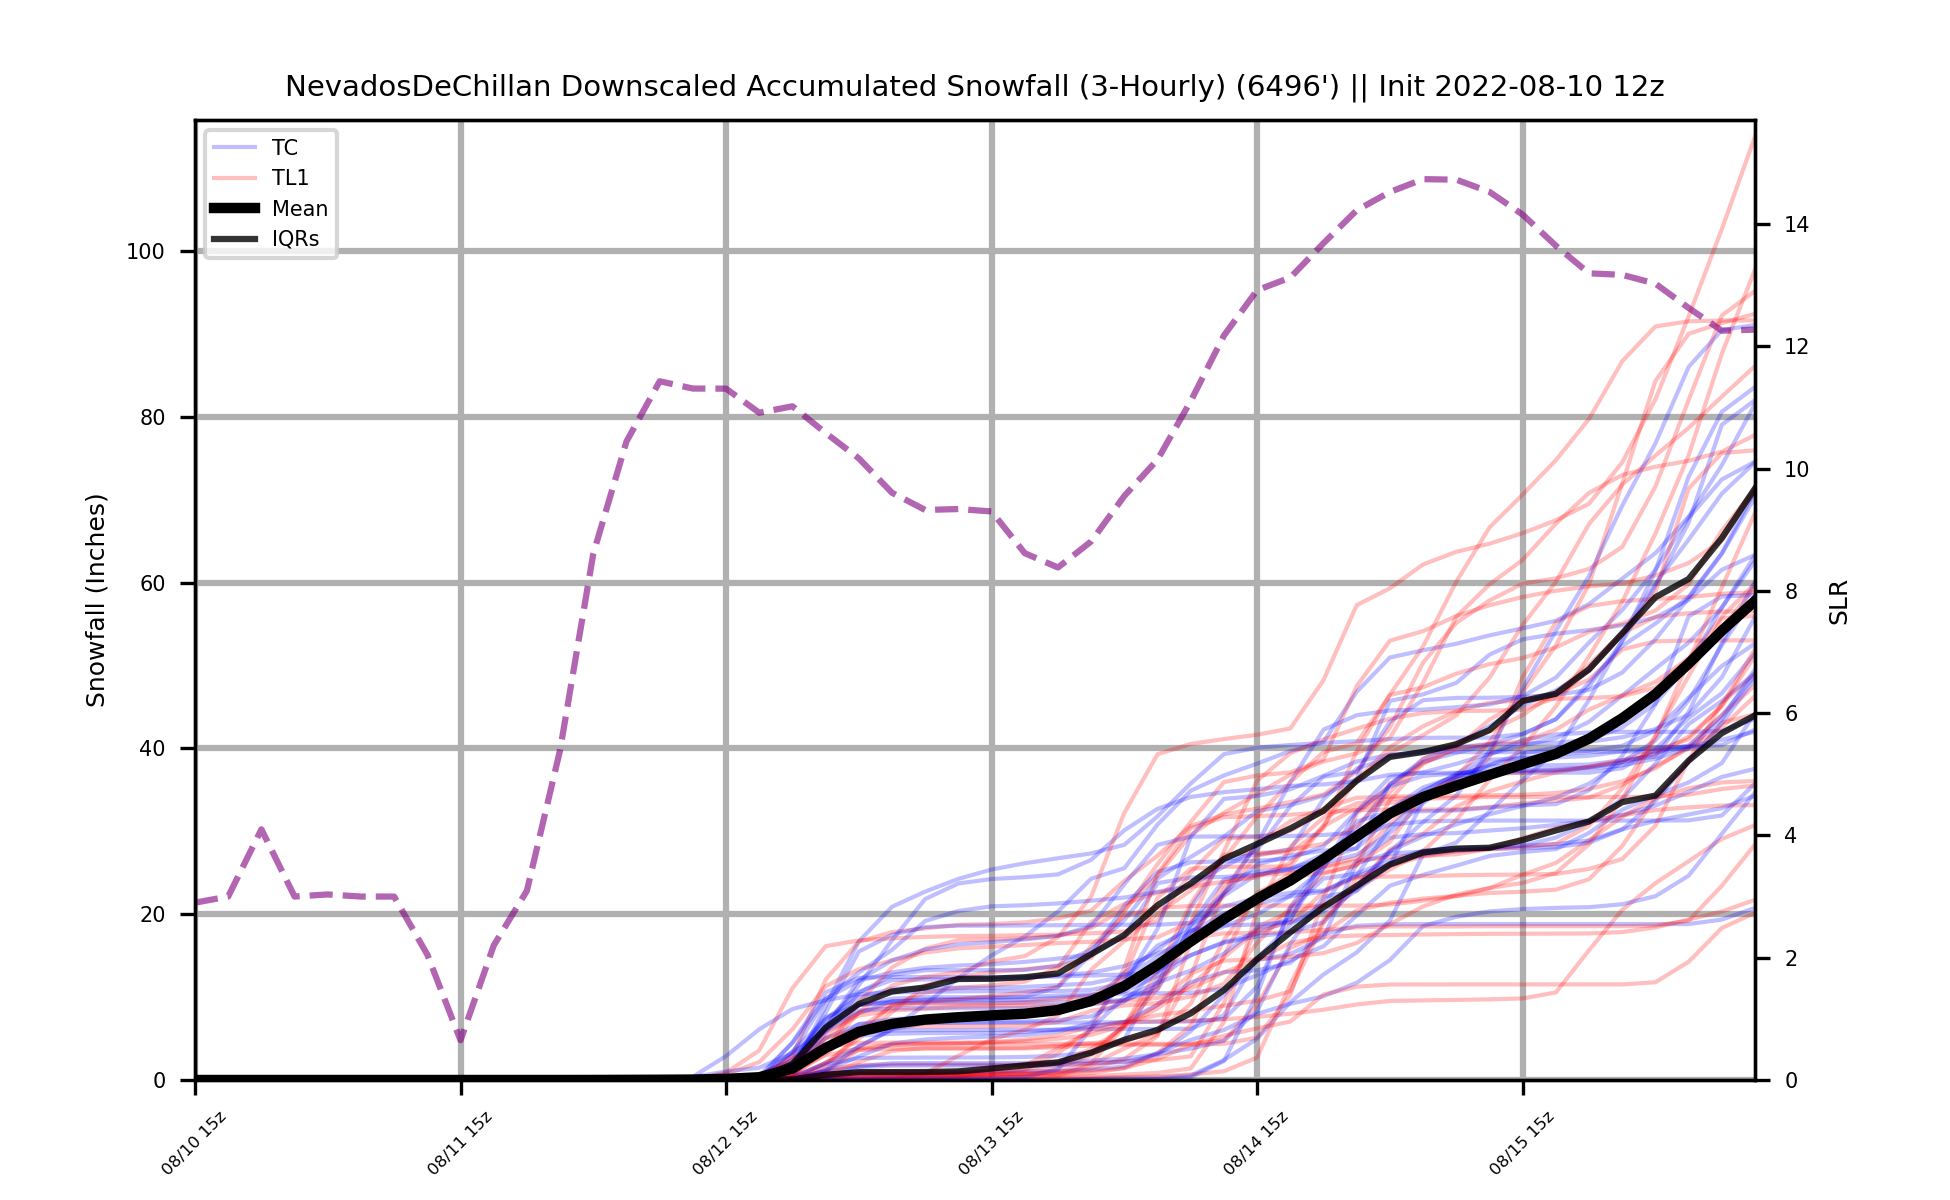 NevadosDeChillan Downscaled Accumulated Snowfall (3-Hourly) (6496') || Init 2022-08-10 12z
TC
TL1
Mean
IQRs
Snowfall (Inches)
100
80
60
40
20
0
14
12
10
8
6
4
2
0
SLR
08/10 15z
08/11 15z
08/12 15z
08/13 15z
08/14 15z
08/15 15z